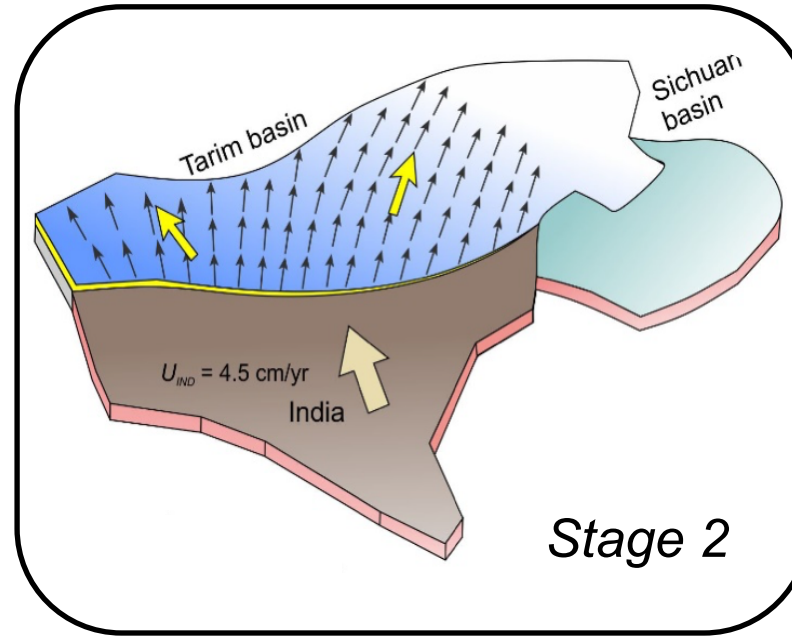 Tarim basin
Sichuan
basin
U_IND = 4.5 cm/yr
India
Stage 2